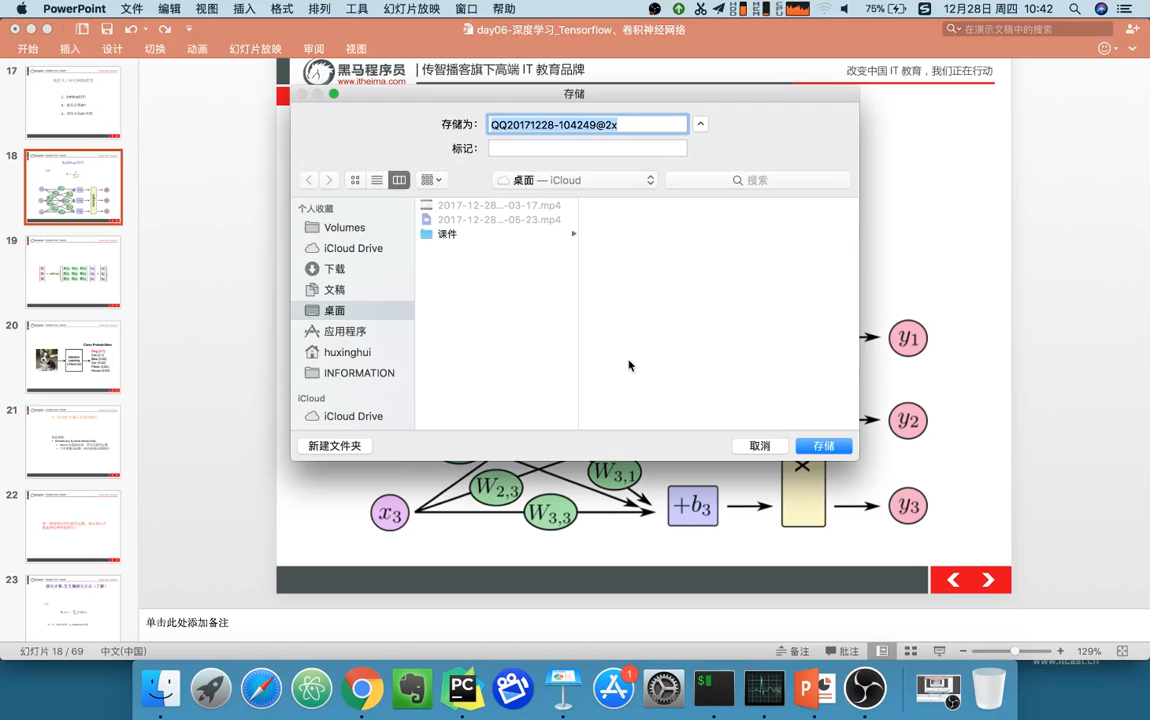 PowerPoint 文件 编辑 视图 插入 格式 排列 工具 幻灯片放映 窗口 帮助 75% 12月28日 周四 10:42
day06-深度学习_Tensorflow、卷积神经网络
在演示文稿中的搜索
开始 插入 设计 切换 动画 幻灯片放映 审阅 视图
17
18
19
20
21
22
23
黑马程序员 | 传智播客旗下高端 IT 教育品牌
www.itheima.com
改变中国 IT 教育，我们正在行动
存储
存储为: QQ20171228-104249@2x
标记:
桌面 — iCloud
搜索
个人收藏
Volumes
iCloud Drive
下载
文稿
桌面
应用程序
huxinghui
INFORMATION
iCloud
iCloud Drive
2017-12-28...-03-17.mp4
2017-12-28...-05-23.mp4
课件
新建文件夹 取消 存储
y1
y2
W3,1
W2,3
x3
W3,3
+b3
x
y3
单击此处添加备注
幻灯片 18 / 69 中文(中国) 备注 批注 129%
www.itcast.cn
PC
1
$
P